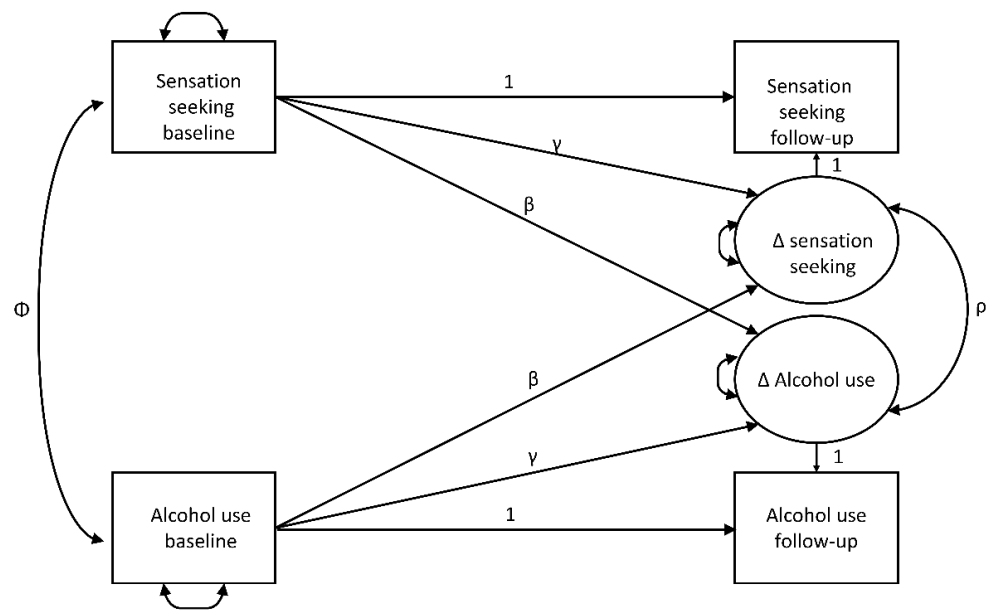 Sensation
seeking
baseline
1
Sensation
seeking
follow-up
γ
1
β
Δ sensation
seeking
Φ
ρ
β
Δ Alcohol use
γ
1
Alcohol use
baseline
1
Alcohol use
follow-up